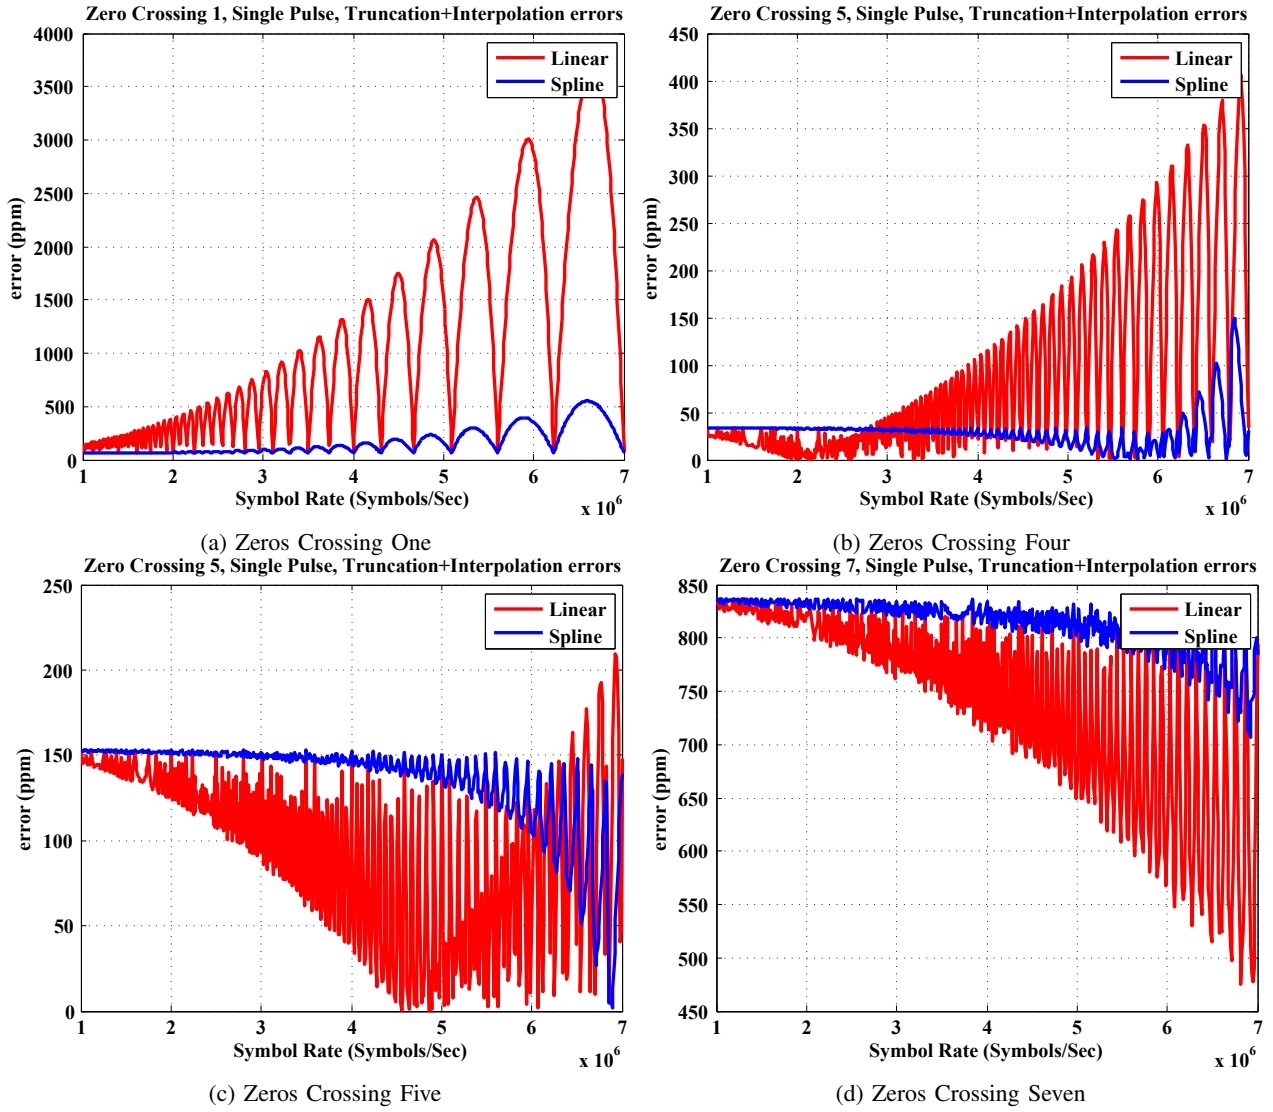 Zero Crossing 1, Single Pulse, Truncation+Interpolation errors
4000
3500
3000
2500
2000
1500
1000
500
0
error (ppm)
Linear
Spline
1 2 3 4 5 6 7
Symbol Rate (Symbols/Sec)
x 10^6
(a) Zeros Crossing One
Zero Crossing 5, Single Pulse, Truncation+Interpolation errors
450
400
350
300
250
200
150
100
50
0
error (ppm)
Linear
Spline
1 2 3 4 5 6 7
Symbol Rate (Symbols/Sec)
x 10^6
(b) Zeros Crossing Four
Zero Crossing 5, Single Pulse, Truncation+Interpolation errors
250
200
150
100
50
0
error (ppm)
Linear
Spline
1 2 3 4 5 6 7
Symbol Rate (Symbols/Sec)
x 10^6
(c) Zeros Crossing Five
Zero Crossing 7, Single Pulse, Truncation+Interpolation errors
850
800
750
700
650
600
550
500
450
error (ppm)
Linear
Spline
1 2 3 4 5 6 7
Symbol Rate (Symbols/Sec)
x 10^6
(d) Zeros Crossing Seven